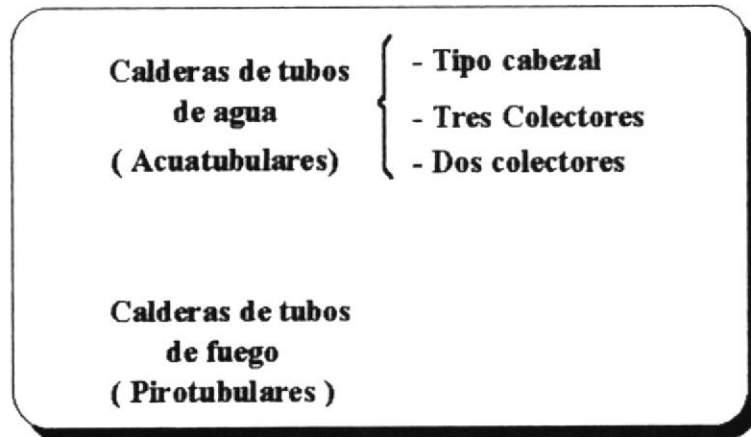 Calderas de tubos
de agua
( Acuatubulares)
- Tipo cabezal
- Tres Colectores
- Dos colectores
Calderas de tubos
de fuego
( Pirotubulares )